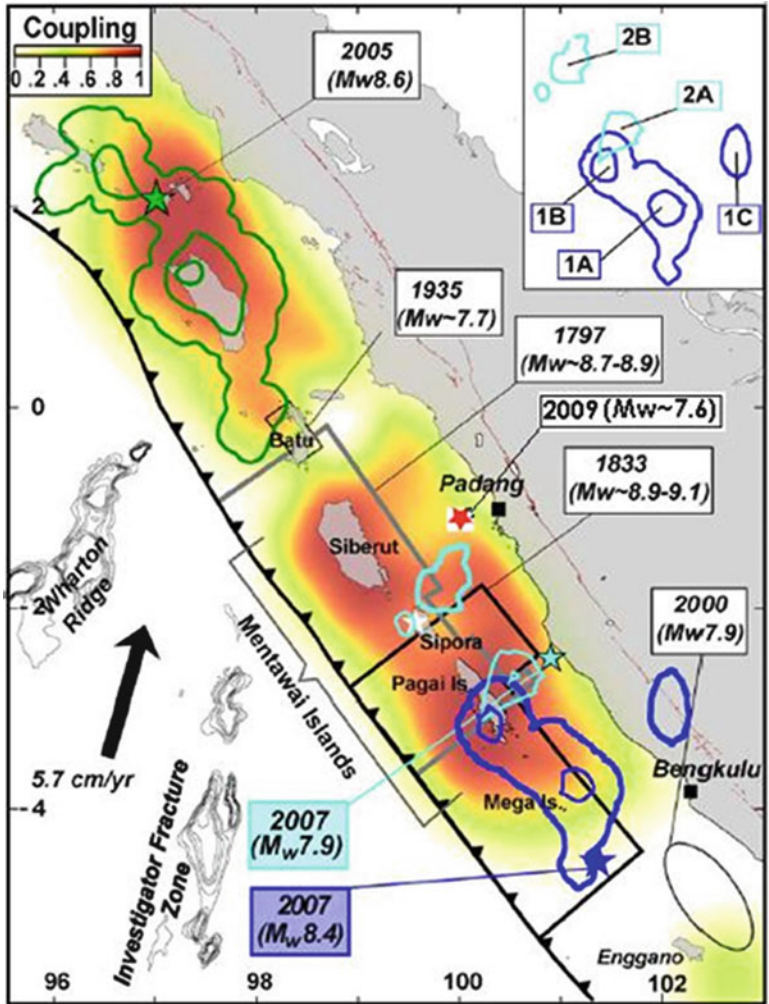 Coupling
0 .2 .4 .6 .8 1
2005
(Mw8.6)
2B
2A
1B
1C
1A
2
1935
(Mw~7.7)
1797
(Mw~8.7-8.9)
0
2009 (Mw~7.6)
Batu
1833
(Mw~8.9-9.1)
Padang
Siberut
Wharton
Ridge
-2
2000
(Mw7.9)
Sipora
Pagai Is.
Mentawai Islands
5.7 cm/yr
Bengkulu
-4
Mega Is..
2007
(Mw7.9)
Investigator Fracture
Zone
2007
(Mw8.4)
Enggano
96 98 100 102